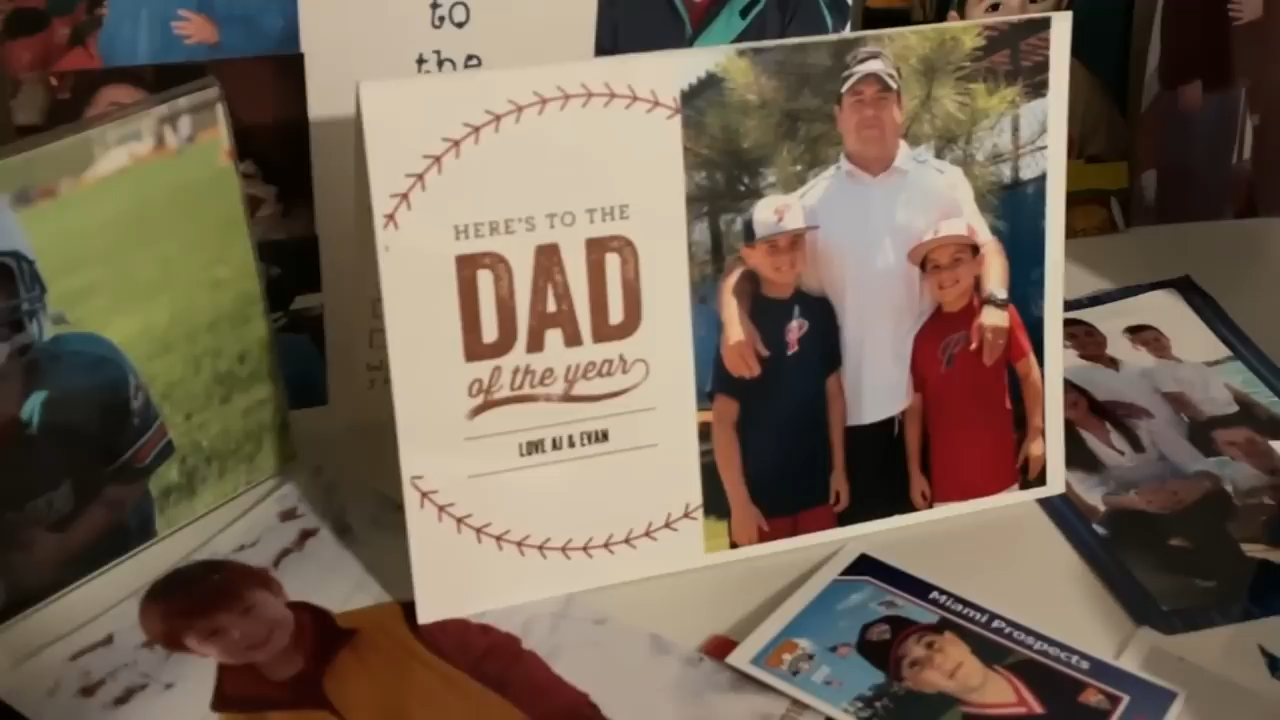 to
the
HERE'S TO THE
DAD
of the year
LOVE AJ & EVAN
Miami Prospects